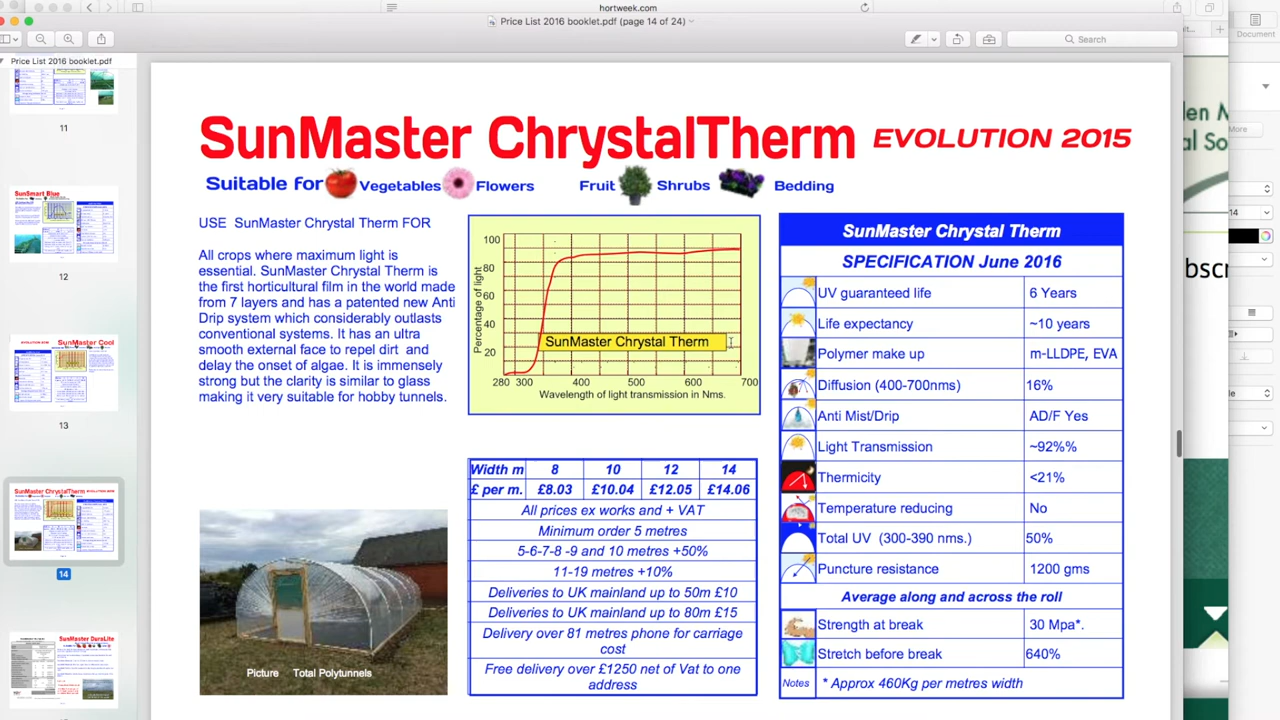 hortweek.com
Price List 2016 booklet.pdf (page 14 of 24)
Search
Document
Price List 2016 booklet.pdf
11
12
13
14
SunMaster ChrystalTherm EVOLUTION 2015
Suitable for Vegetables Flowers Fruit Shrubs Bedding
USE SunMaster Chrystal Therm FOR
All crops where maximum light is
essential. SunMaster Chrystal Therm is
the first horticultural film in the world made
from 7 layers and has a patented new Anti
Drip system which considerably outlasts
conventional systems. It has an ultra
smooth external face to repel dirt and
delay the onset of algae. It is immensely
strong but the clarity is similar to glass
making it very suitable for hobby tunnels.
Percentage of light
100
80
60
40
20
SunMaster Chrystal Therm
280 300 400 500 600 700
Wavelength of light transmission in Nms.
Width m 8 10 12 14
£ per m. £8.03 £10.04 £12.05 £14.06
All prices ex works and + VAT
Minimum order 5 metres
5-6-7-8 -9 and 10 metres +50%
11-19 metres +10%
Deliveries to UK mainland up to 50m £10
Deliveries to UK mainland up to 80m £15
Delivery over 81 metres phone for carriage
cost
Free delivery over £1250 net of Vat to one
address
Picture Total Polytunnels
SunMaster Chrystal Therm
SPECIFICATION June 2016
UV guaranteed life 6 Years
Life expectancy ~10 years
Polymer make up m-LLDPE, EVA
Diffusion (400-700nms) 16%
Anti Mist/Drip AD/F Yes
Light Transmission ~92%%
Thermicity <21%
Temperature reducing No
Total UV (300-390 nms.) 50%
Puncture resistance 1200 gms
Average along and across the roll
Strength at break 30 Mpa*.
Stretch before break 640%
Notes * Approx 460Kg per metres width
SunSmart Blue
SunMaster Cool
SunMaster ChrystalTherm
SunMaster DuraLite
More
14